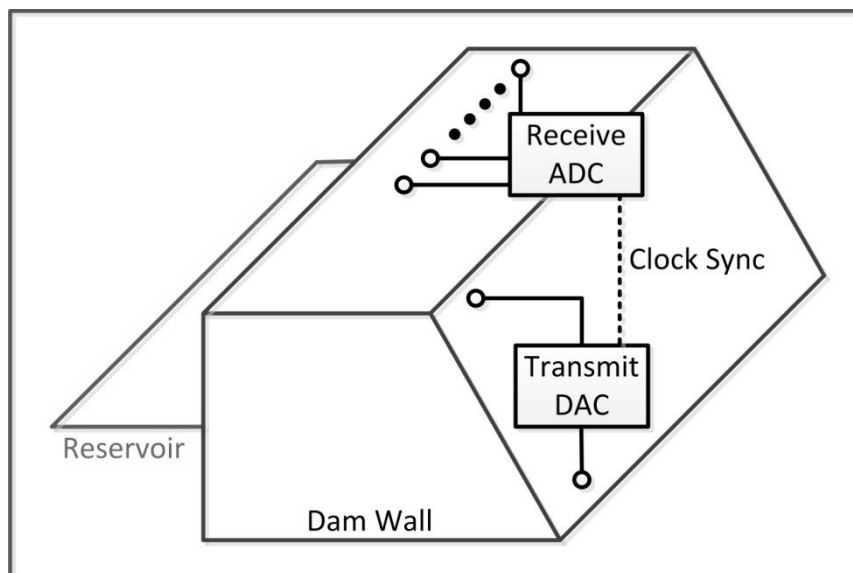 Receive
ADC
Clock Sync
Transmit
DAC
Reservoir
Dam Wall